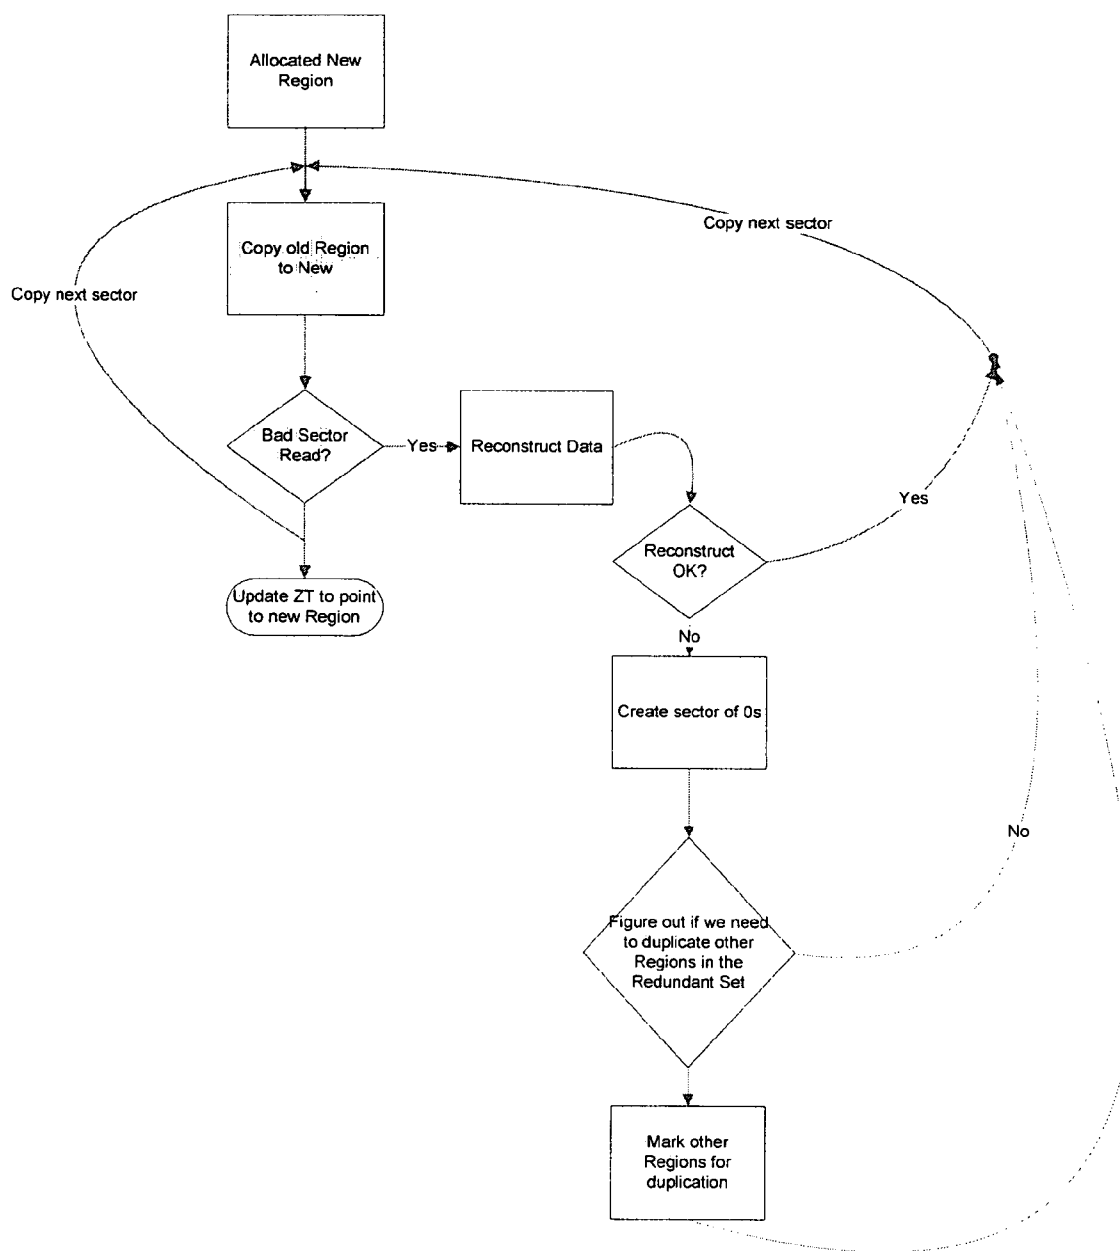 Allocated New
Region
Copy next sector
Copy old Region
to New
Copy next sector
Bad Sector
Read?
Yes
Reconstruct Data
Yes
Reconstruct
OK?
Update ZT to point
to new Region
No
Create sector of 0s
No
Figure out if we need
to duplicate other
Regions in the
Redundant Set
Mark other
Regions for
duplication